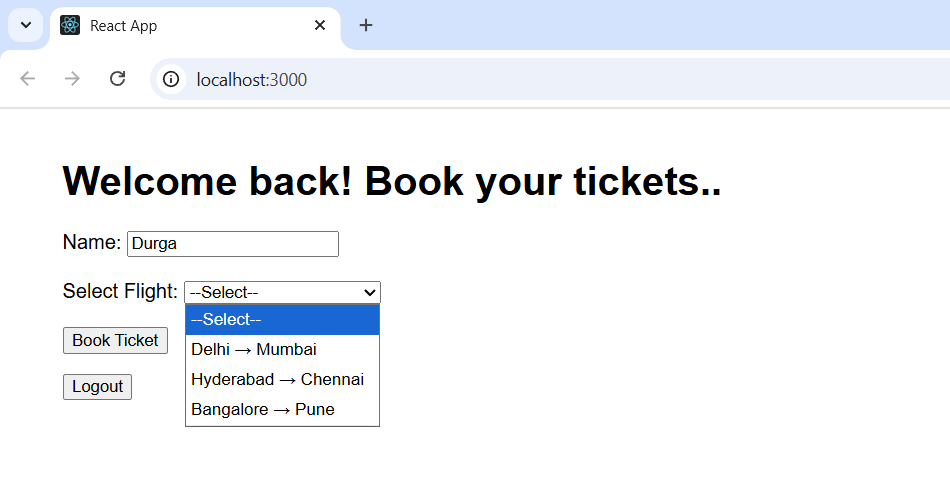 React App
localhost:3000
Welcome back! Book your tickets..
Name: Durga
Select Flight: --Select--
--Select--
Delhi → Mumbai
Hyderabad → Chennai
Bangalore → Pune
Book Ticket
Logout